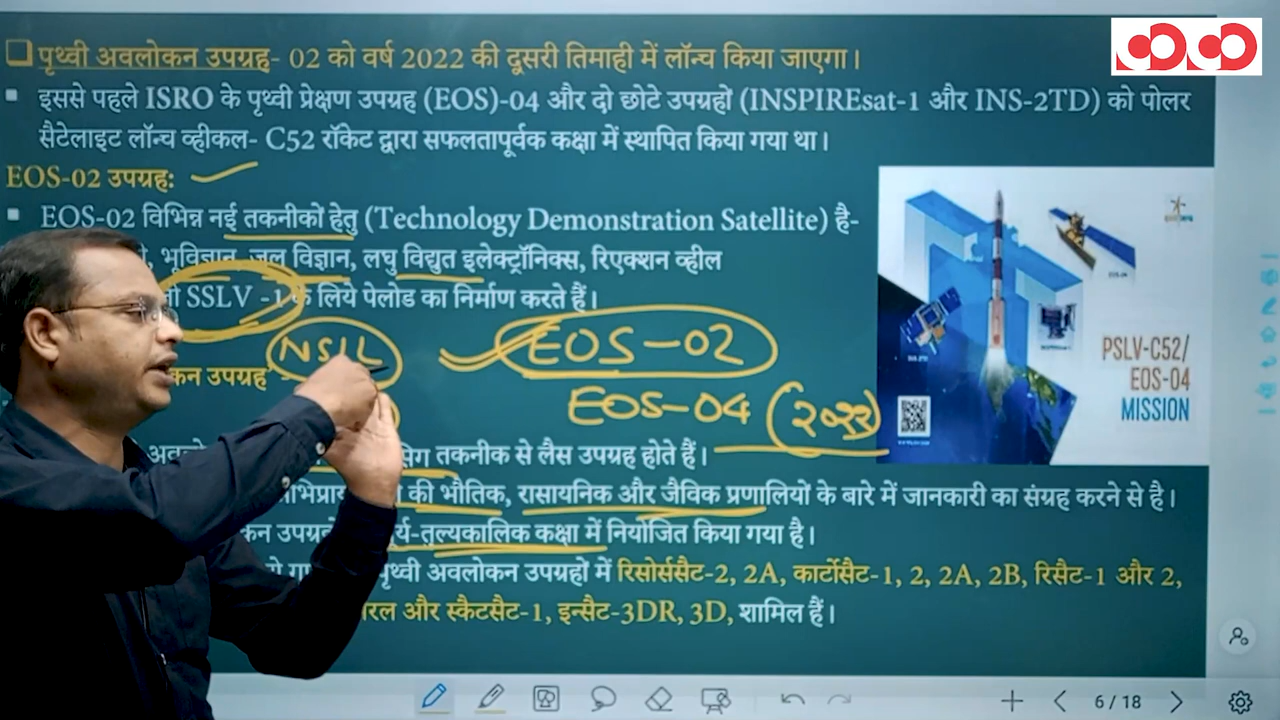 ❑ पृथ्वी अवलोकन उपग्रह- 02 को वर्ष 2022 की दूसरी तिमाही में लॉन्च किया जाएगा।
▪ इससे पहले ISRO के पृथ्वी प्रेक्षण उपग्रह (EOS)-04 और दो छोटे उपग्रहों (INSPIREsat-1 और INS-2TD) को पोलर
सैटेलाइट लॉन्च व्हीकल- C52 रॉकेट द्वारा सफलतापूर्वक कक्षा में स्थापित किया गया था।
EOS-02 उपग्रह:
▪ EOS-02 विभिन्न नई तकनीकों हेतु (Technology Demonstration Satellite) है-
भूविज्ञान, जल विज्ञान, लघु विद्युत इलेक्ट्रॉनिक्स, रिएक्शन व्हील
SSLV -1 के लिये पेलोड का निर्माण करते हैं।
NSIL EOS-02
उपग्रह
EOS-04 (2022)
तकनीक से लैस उपग्रह होते हैं।
की भौतिक, रासायनिक और जैविक प्रणालियों के बारे में जानकारी का संग्रह करने से है।
तुल्यकालिक कक्षा में नियोजित किया गया है।
पृथ्वी अवलोकन उपग्रहों में रिसोर्ससैट-2, 2A, कार्टोसैट-1, 2, 2A, 2B, रिसैट-1 और 2,
और स्कैटसैट-1, इन्सैट-3DR, 3D, शामिल हैं।
PSLV-C52/
EOS-04
MISSION
6 / 18